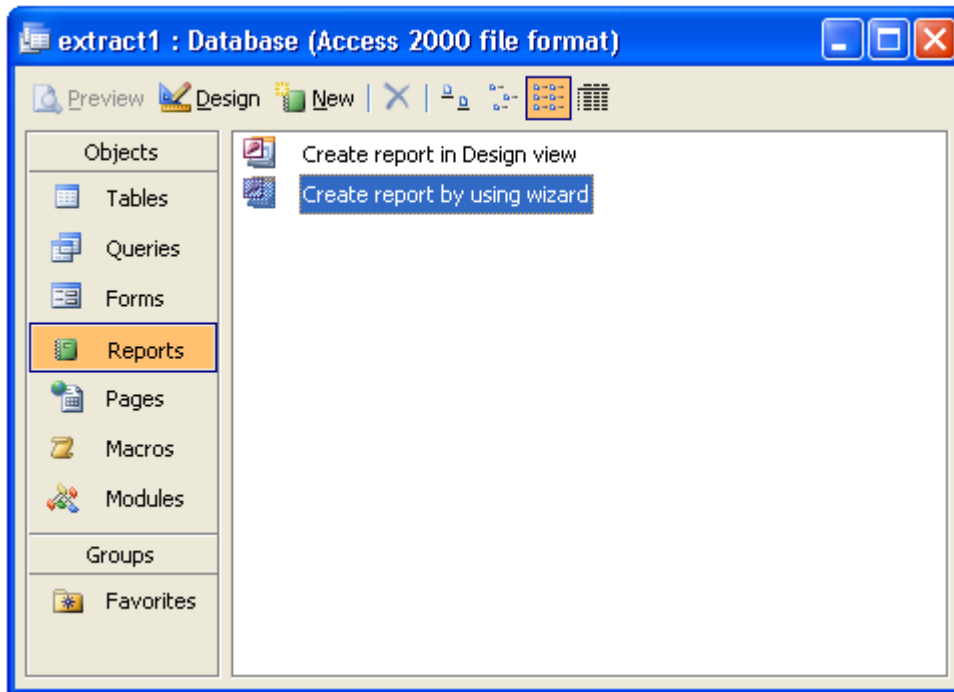 extract1 : Database (Access 2000 file format)
Preview Design New
Objects
Tables
Queries
Forms
Reports
Pages
Macros
Modules
Groups
Favorites
Create report in Design view
Create report by using wizard